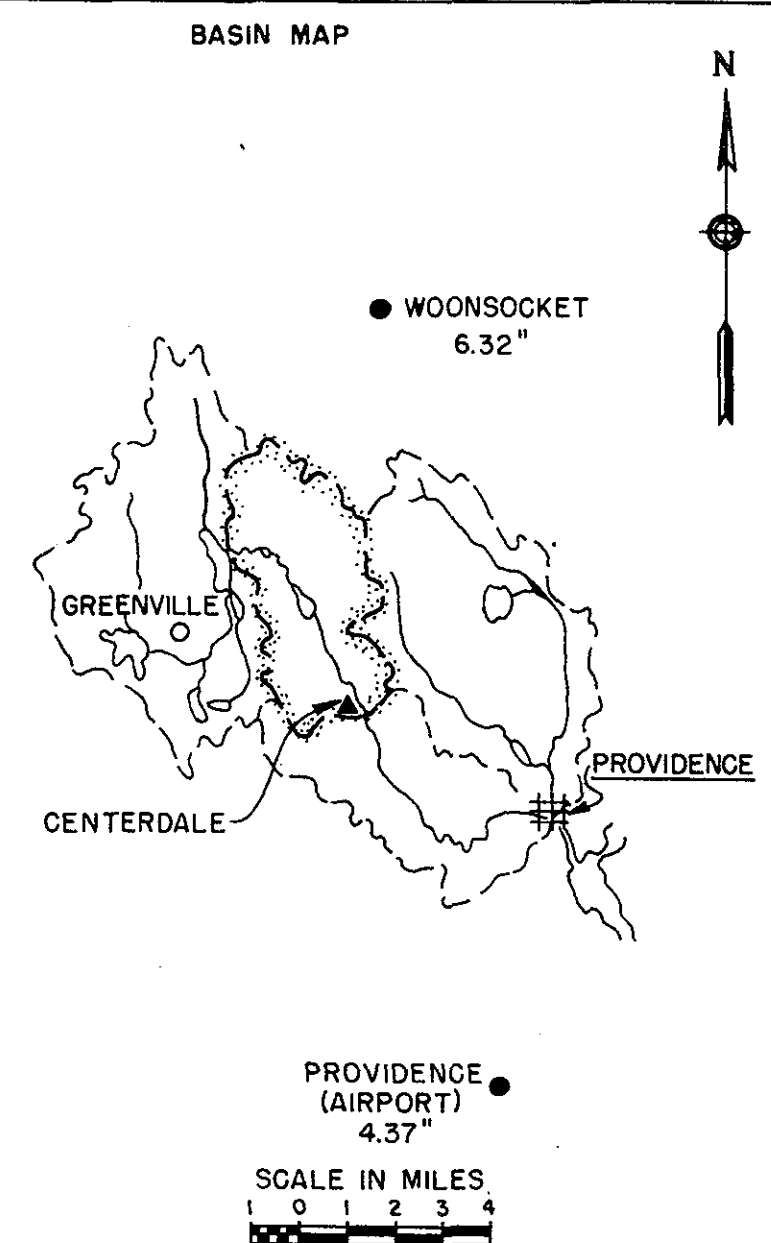 BASIN MAP
N
WOONSOCKET
6.32"
GREENVILLE
PROVIDENCE
CENTERDALE
PROVIDENCE
(AIRPORT)
4.37"
SCALE IN MILES
1 0 1 2 3 4